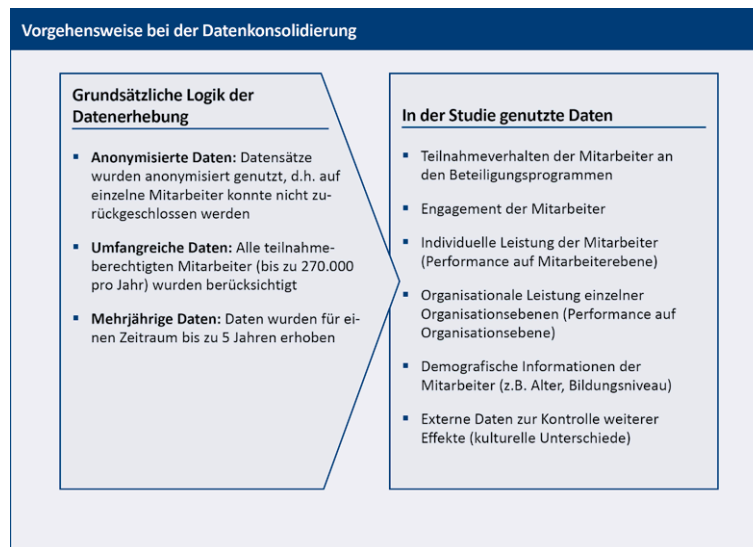 Vorgehensweise bei der Datenkonsolidierung
Grundsätzliche Logik der
Datenerhebung
▪ Anonymisierte Daten: Datensätze
wurden anonymisiert genutzt, d.h. auf
einzelne Mitarbeiter konnte nicht zu-
rückgeschlossen werden
▪ Umfangreiche Daten: Alle teilnahme-
berechtigten Mitarbeiter (bis zu 270.000
pro Jahr) wurden berücksichtigt
▪ Mehrjährige Daten: Daten wurden für ei-
nen Zeitraum bis zu 5 Jahren erhoben
In der Studie genutzte Daten
▪ Teilnahmeverhalten der Mitarbeiter an
den Beteiligungsprogrammen
▪ Engagement der Mitarbeiter
▪ Individuelle Leistung der Mitarbeiter
(Performance auf Mitarbeiterebene)
▪ Organisationale Leistung einzelner
Organisationsebenen (Performance auf
Organisationsebene)
▪ Demografische Informationen der
Mitarbeiter (z.B. Alter, Bildungsniveau)
▪ Externe Daten zur Kontrolle weiterer
Effekte (kulturelle Unterschiede)